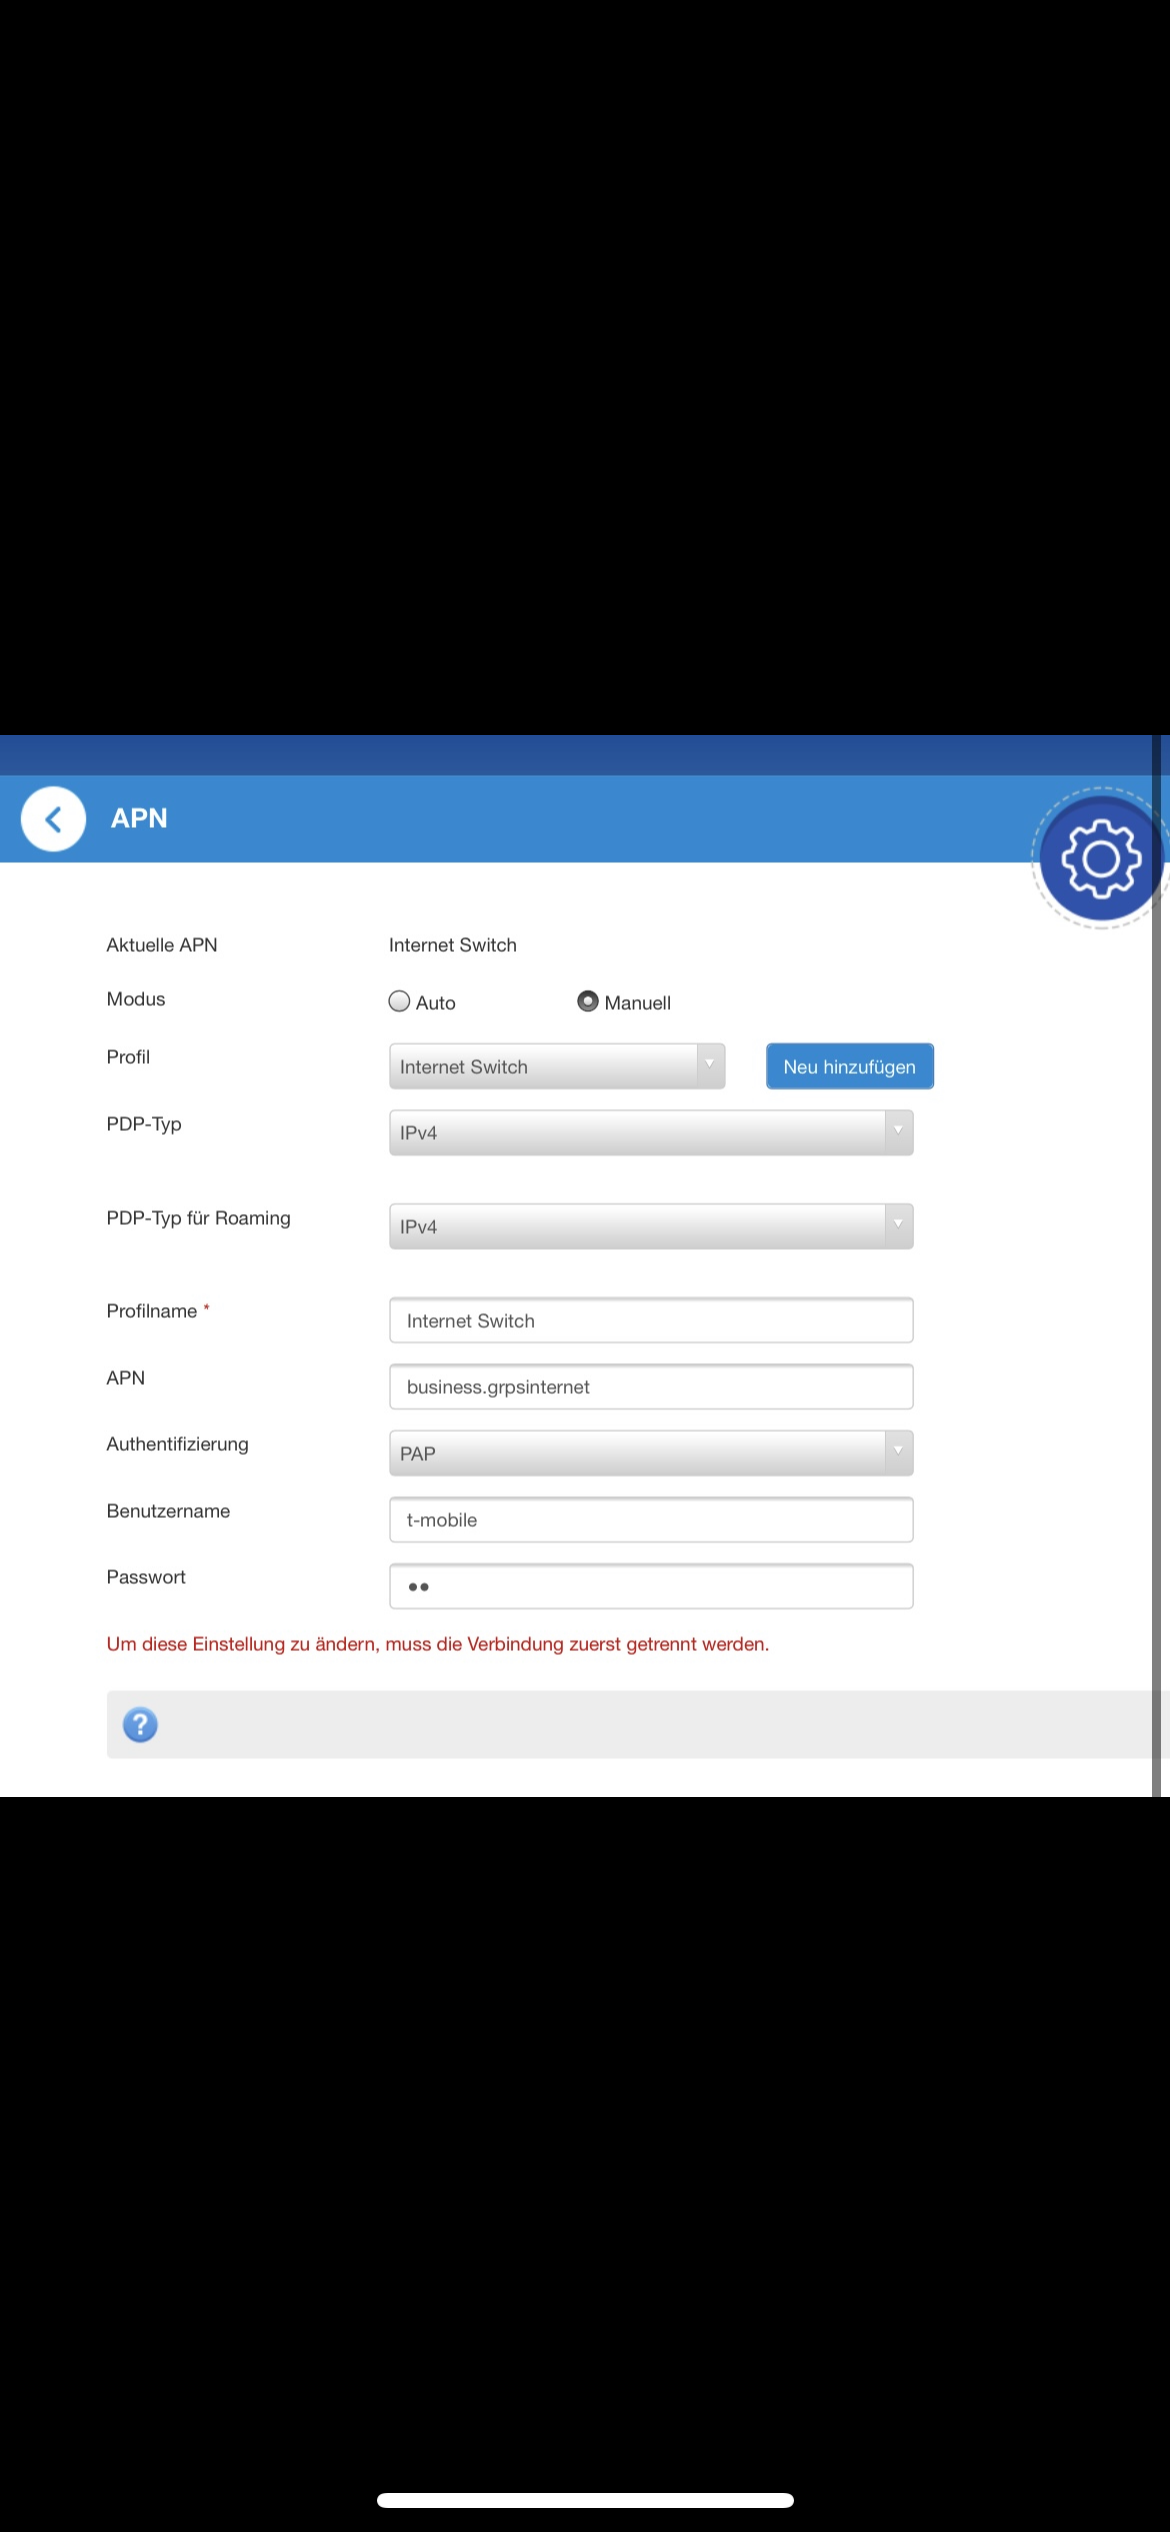 APN
Aktuelle APN Internet Switch
Modus Auto Manuell
Profil Internet Switch Neu hinzufügen
PDP-Typ IPv4
PDP-Typ für Roaming IPv4
Profilname * Internet Switch
APN business.grpsinternet
Authentifizierung PAP
Benutzername t-mobile
Passwort ••
Um diese Einstellung zu ändern, muss die Verbindung zuerst getrennt werden.
?